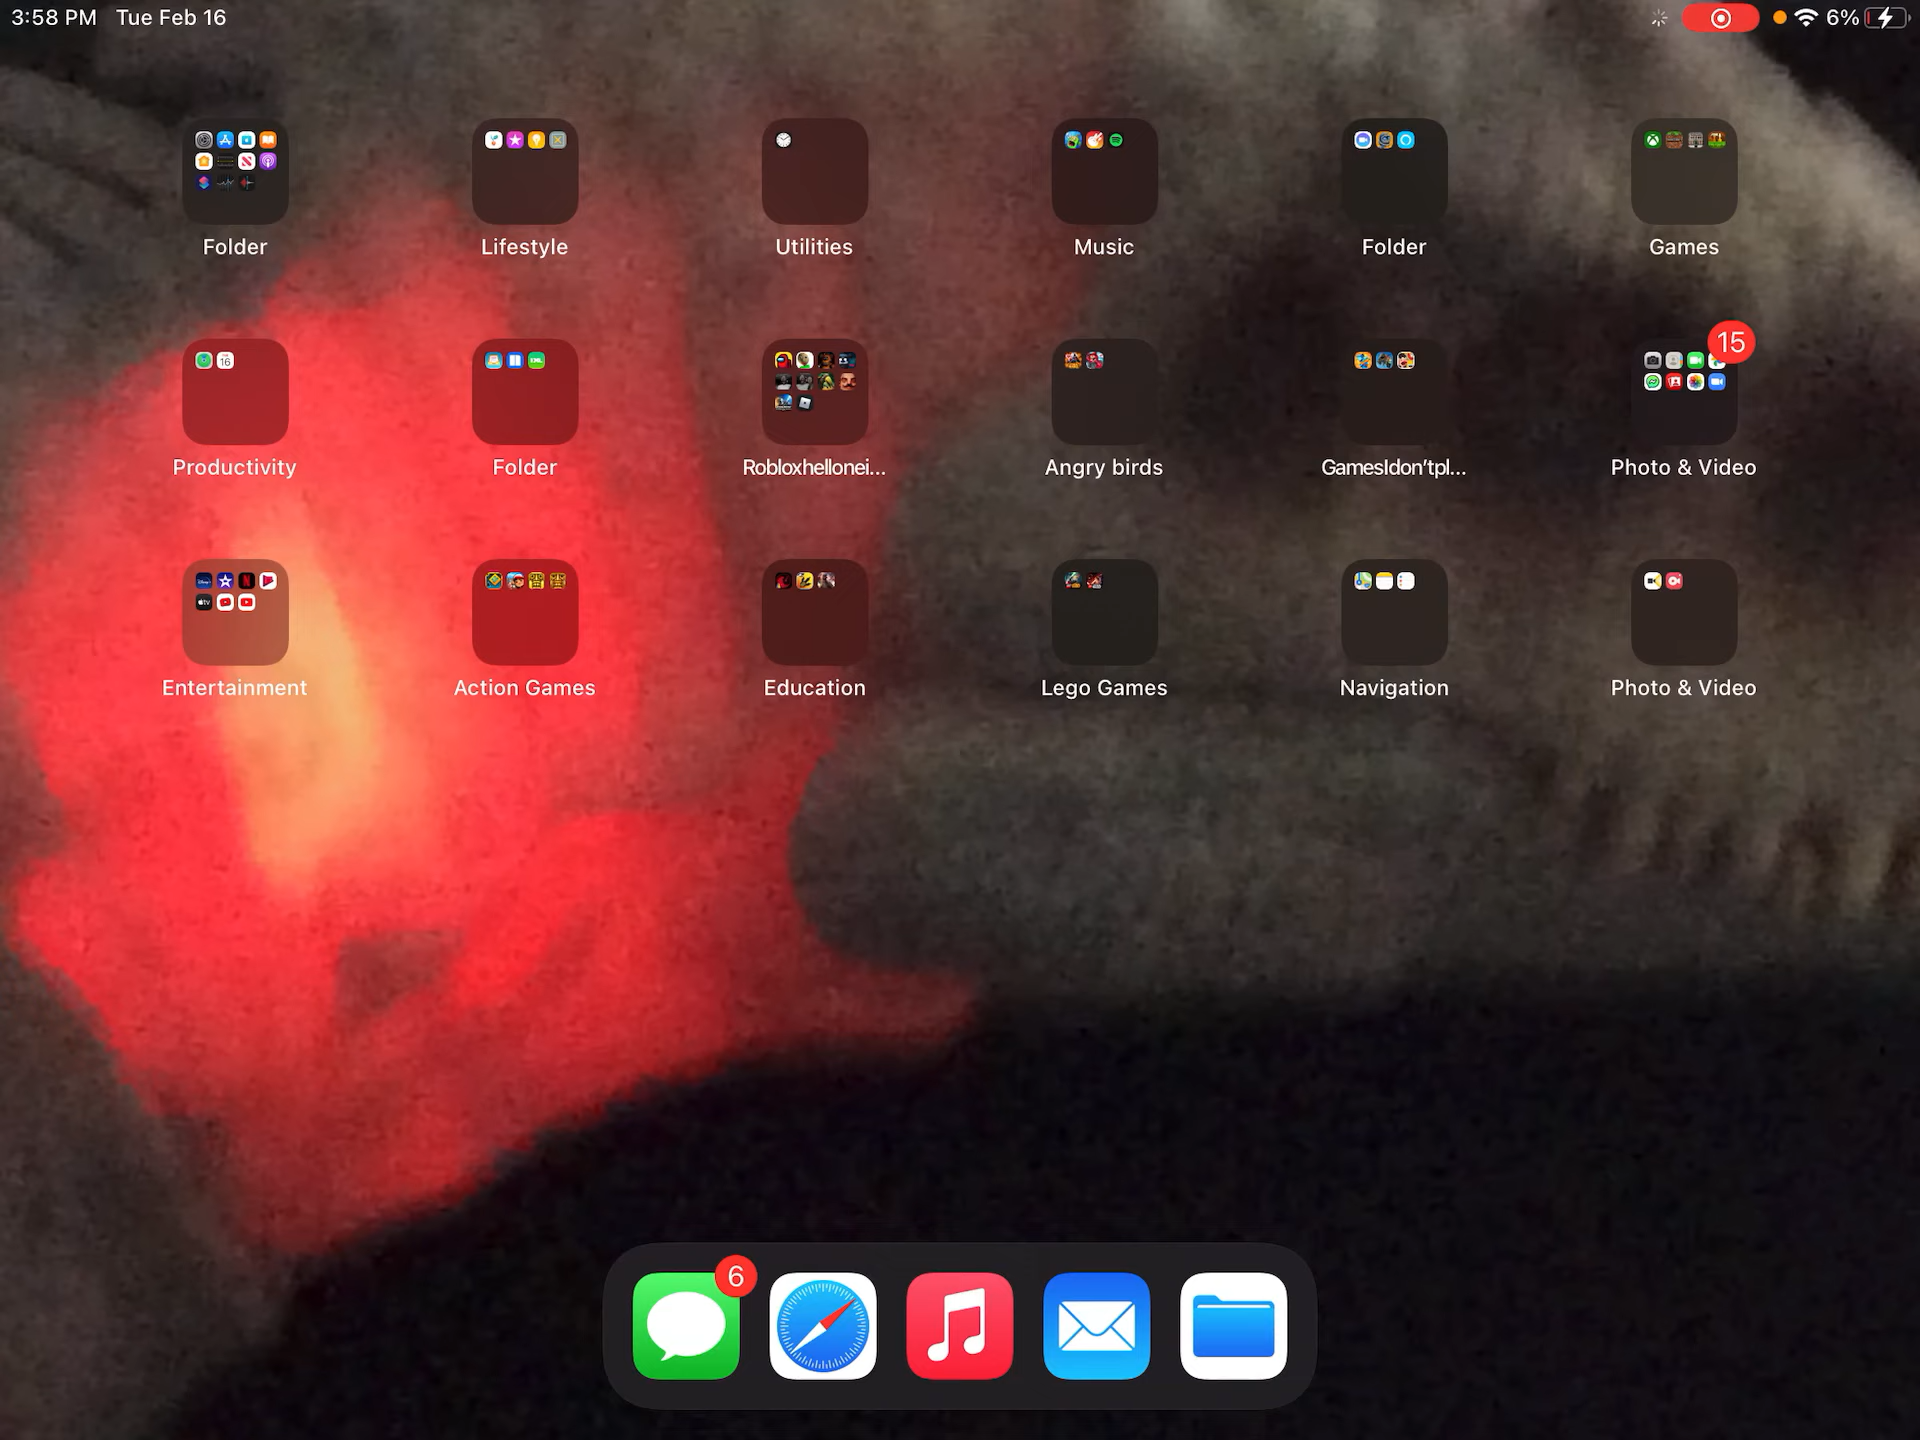 3:58 PM Tue Feb 16
6%
Folder
Lifestyle
Utilities
Music
Folder
Games
16
15
Productivity
Folder
Robloxhellonei...
Angry birds
GamesIdon'tpl...
Photo & Video
Entertainment
Action Games
Education
Lego Games
Navigation
Photo & Video
6